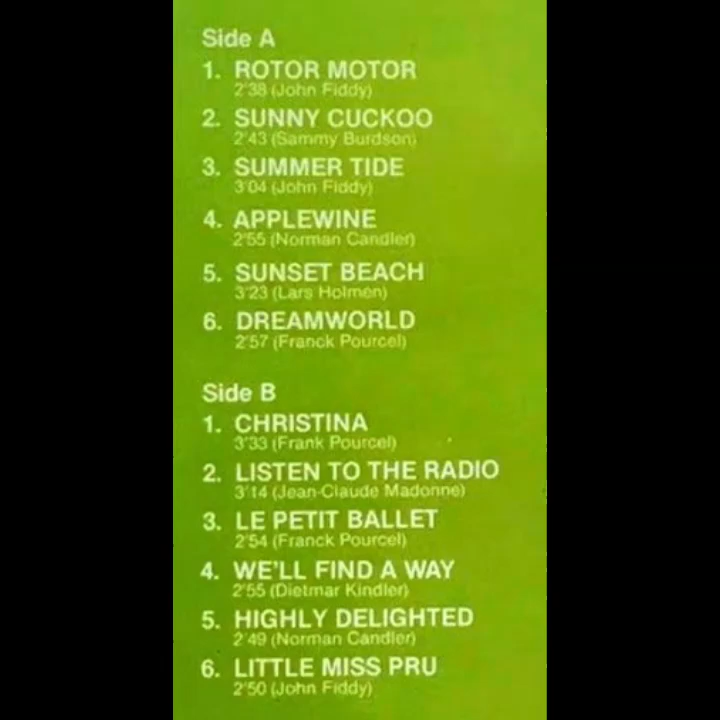 Side A
1. ROTOR MOTOR
2'38 (John Fiddy)
2. SUNNY CUCKOO
2'43 (Sammy Burdson)
3. SUMMER TIDE
3'04 (John Fiddy)
4. APPLEWINE
2'55 (Norman Candler)
5. SUNSET BEACH
3'23 (Lars Holmen)
6. DREAMWORLD
2'57 (Franck Pourcel)
Side B
1. CHRISTINA
3'33 (Frank Pourcel)
2. LISTEN TO THE RADIO
3'14 (Jean-Claude Madonne)
3. LE PETIT BALLET
2'54 (Franck Pourcel)
4. WE'LL FIND A WAY
2'55 (Dietmar Kindler)
5. HIGHLY DELIGHTED
2'49 (Norman Candler)
6. LITTLE MISS PRU
2'50 (John Fiddy)